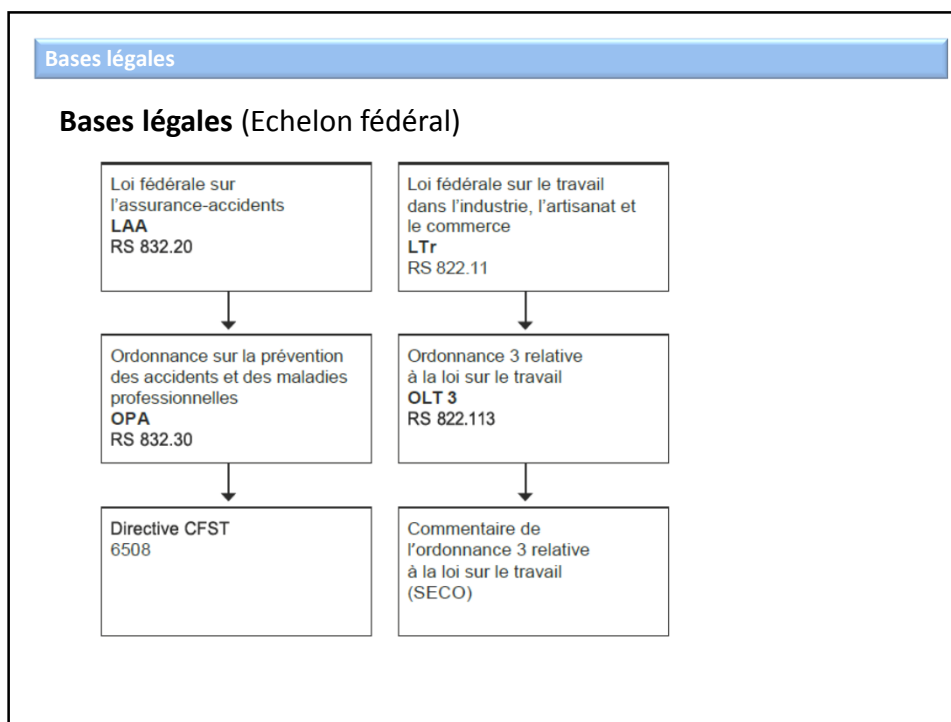 Bases légales
Bases légales (Echelon fédéral)
Loi fédérale sur
l'assurance-accidents
LAA
RS 832.20
Loi fédérale sur le travail
dans l'industrie, l'artisanat et
le commerce
LTr
RS 822.11
Ordonnance sur la prévention
des accidents et des maladies
professionnelles
OPA
RS 832.30
Ordonnance 3 relative
à la loi sur le travail
OLT 3
RS 822.113
Directive CFST
6508
Commentaire de
l'ordonnance 3 relative
à la loi sur le travail
(SECO)